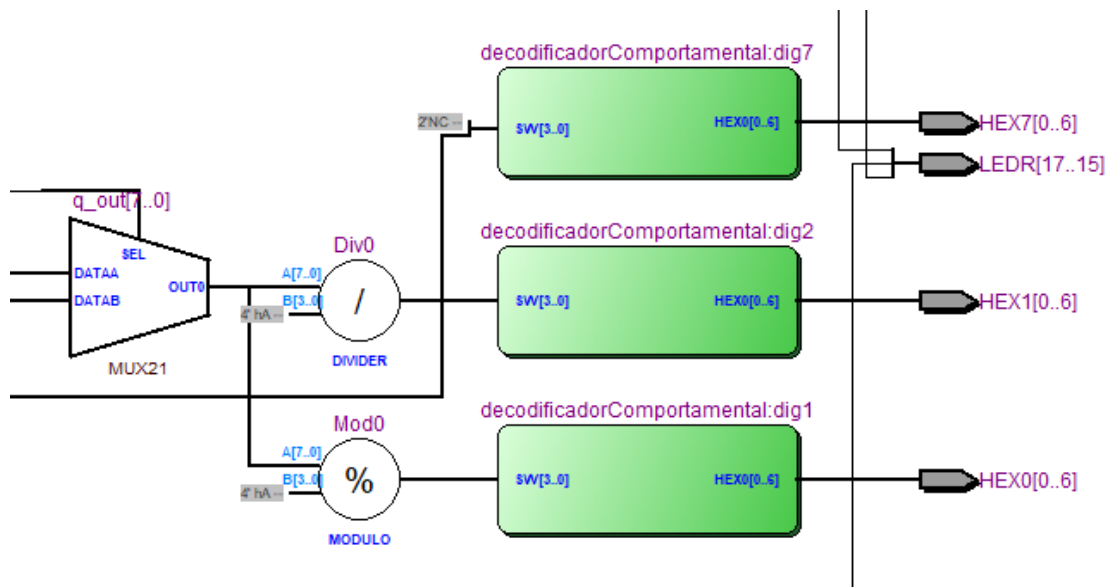 decodificadorComportamental:dig7
2'NC --
SW[3..0]
HEX0[0..6]
HEX7[0..6]
LEDR[17..15]
q_out[7..0]
SEL
DATAA
DATAB
OUT0
MUX21
Div0
A[7..0]
B[3..0]
4' hA --
/
DIVIDER
decodificadorComportamental:dig2
SW[3..0]
HEX0[0..6]
HEX1[0..6]
Mod0
A[7..0]
B[3..0]
4' hA --
%
MODULO
decodificadorComportamental:dig1
SW[3..0]
HEX0[0..6]
HEX0[0..6]